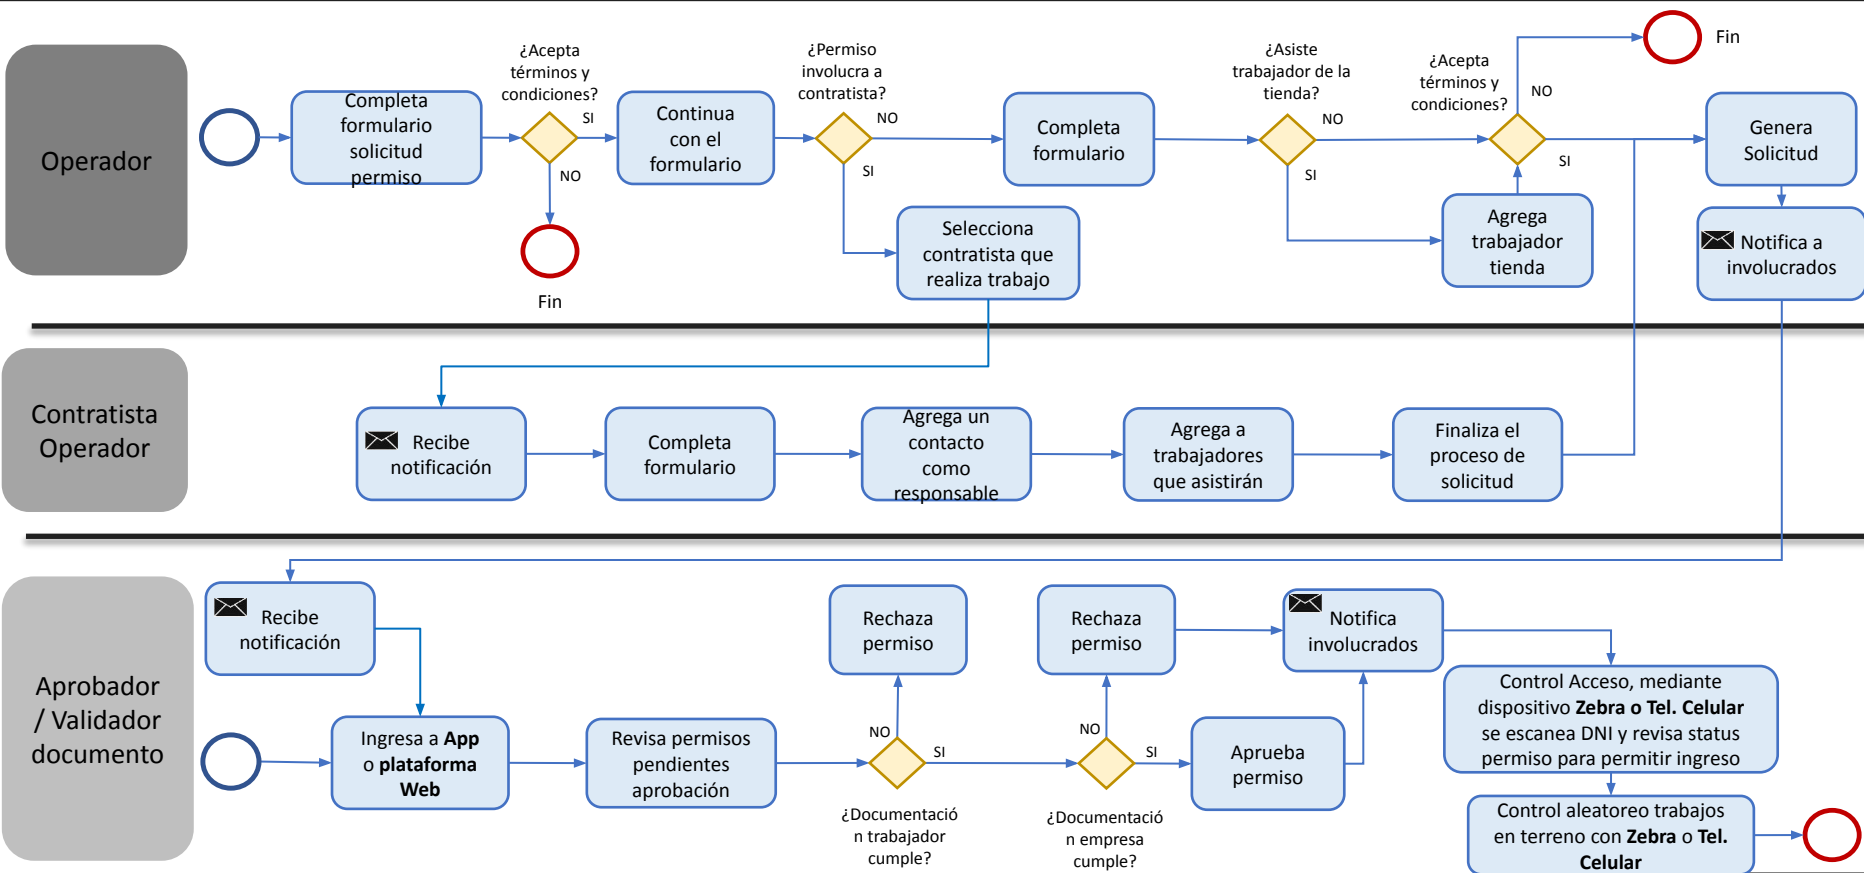 Operador
Completa
formulario
solicitud
permiso
¿Acepta
términos y
condiciones?
SI
NO
Fin
Continua
con el
formulario
¿Permiso
involucra a
contratista?
NO
SI
Completa
formulario
Selecciona
contratista que
realiza trabajo
¿Asiste
trabajador de la
tienda?
NO
SI
Agrega
trabajador
tienda
¿Acepta
términos y
condiciones?
NO
SI
Fin
Genera
Solicitud
Notifica a
involucrados
Contratista
Operador
Recibe
notificación
Completa
formulario
Agrega un
contacto
como
responsable
Agrega a
trabajadores
que asistirán
Finaliza el
proceso de
solicitud
Aprobador
/ Validador
documento
Recibe
notificación
Ingresa a App
o plataforma
Web
Revisa permisos
pendientes
aprobación
Rechaza
permiso
NO
SI
¿Documentació
n trabajador
cumple?
Rechaza
permiso
NO
SI
¿Documentació
n empresa
cumple?
Aprueba
permiso
Notifica
involucrados
Control Acceso, mediante
dispositivo Zebra o Tel. Celular
se escanea DNI y revisa status
permiso para permitir ingreso
Control aleatoreo trabajos
en terreno con Zebra o Tel.
Celular